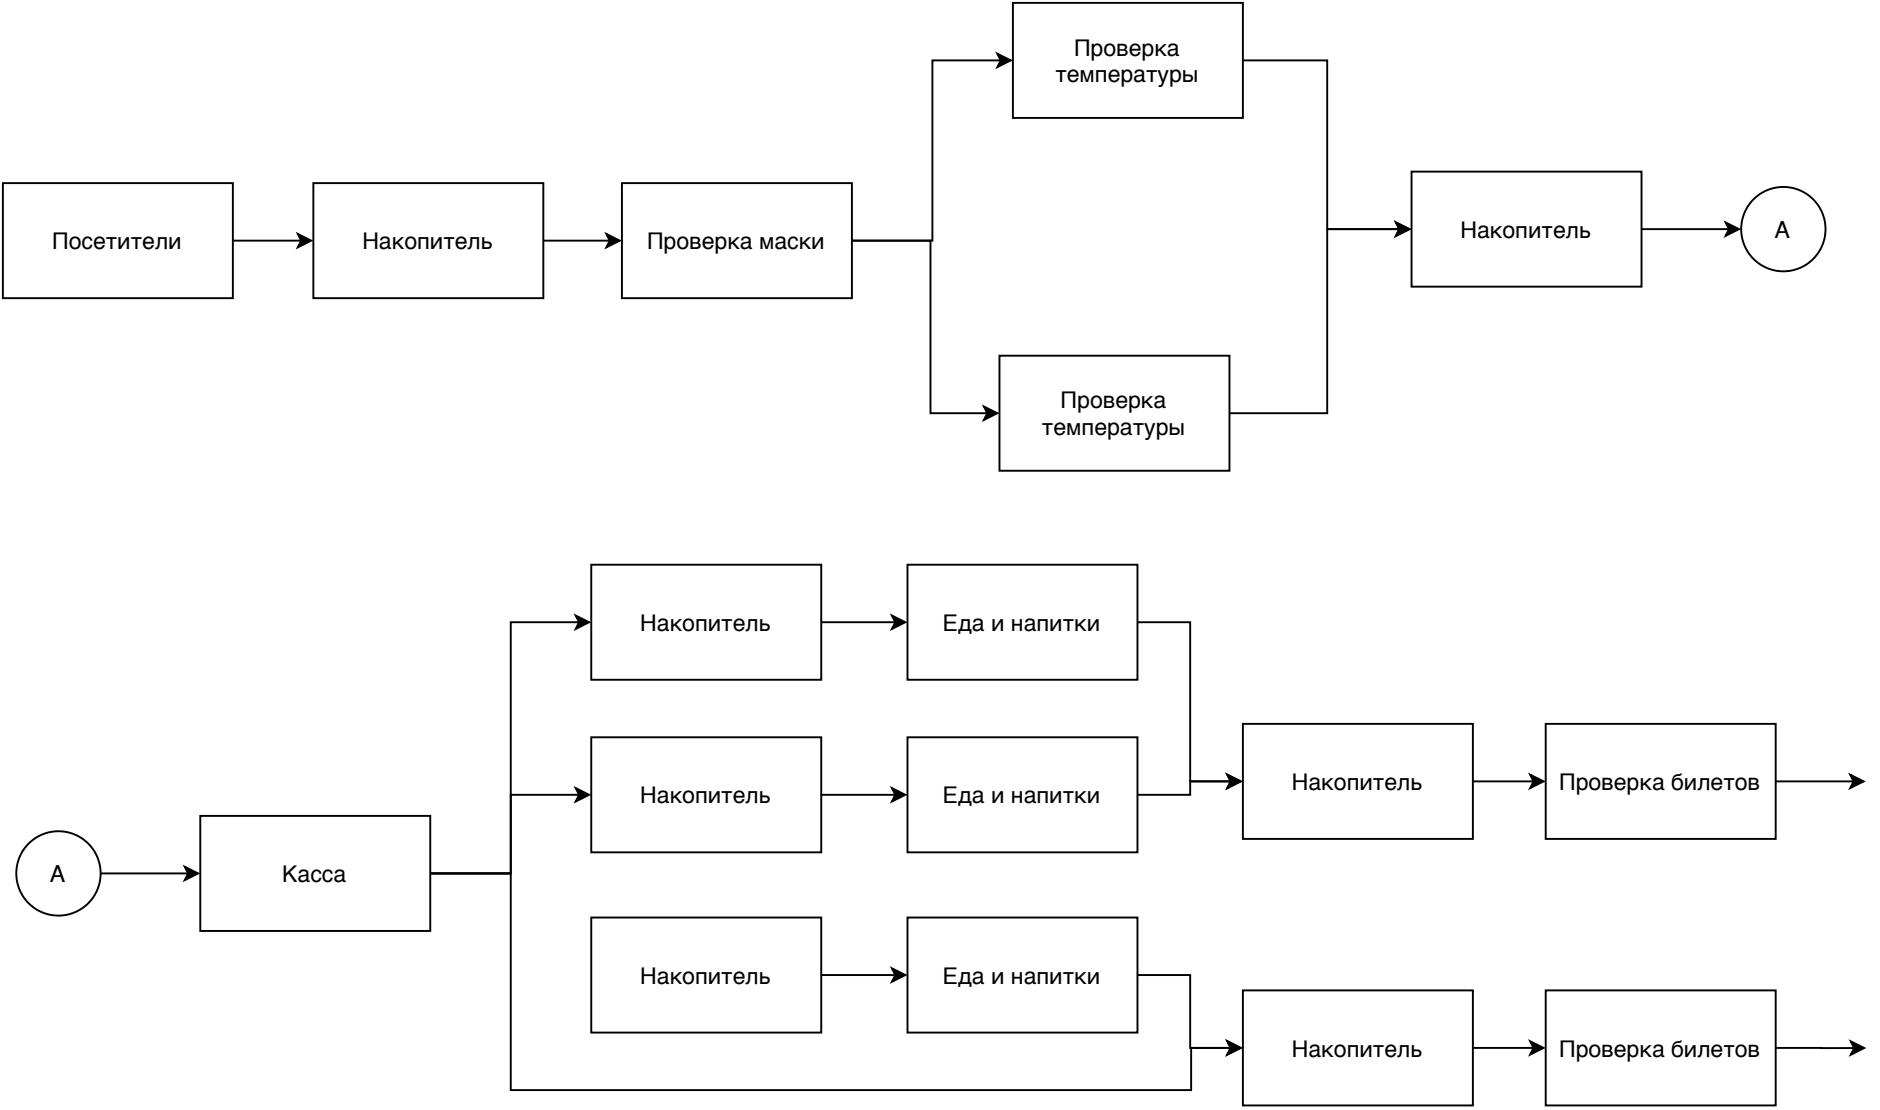 Проверка
температуры
Посетители
Накопитель
Проверка маски
Накопитель
А
Проверка
температуры
Накопитель
Еда и напитки
Накопитель
Еда и напитки
Накопитель
Проверка билетов
А
Касса
Накопитель
Еда и напитки
Накопитель
Проверка билетов